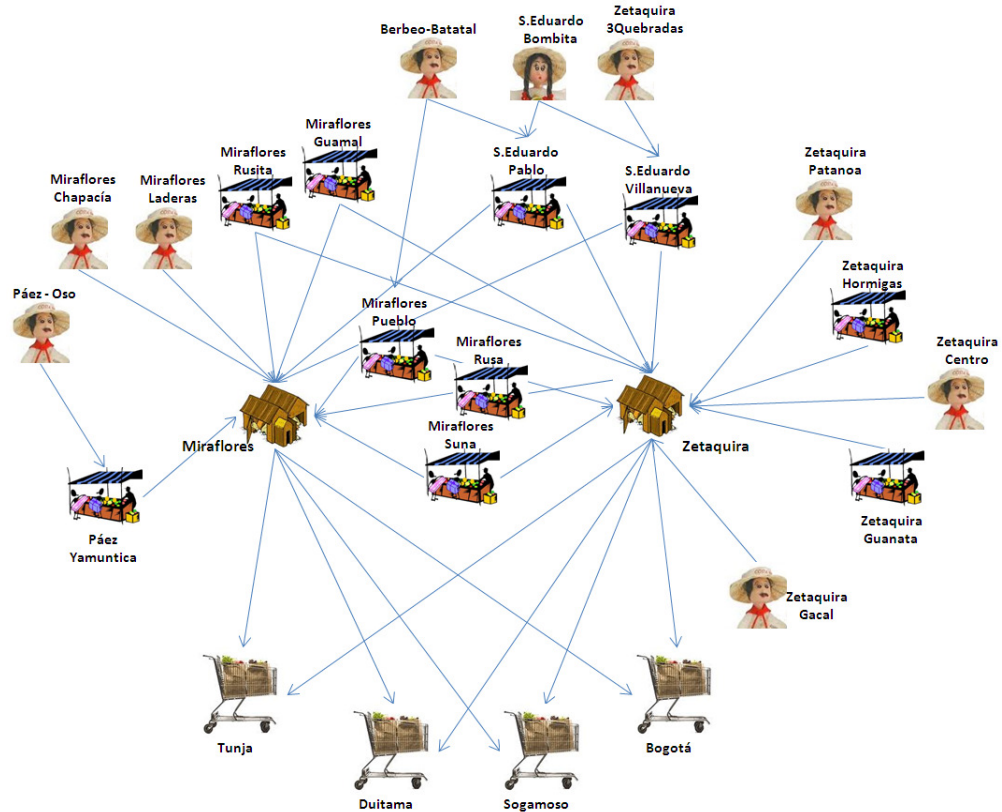 Berbeo-Batatal
S.Eduardo
Bombita
Zetaquira
3Quebradas
Miraflores
Guamal
Miraflores
Rusita
S.Eduardo
Pablo
S.Eduardo
Villanueva
Zetaquira
Patanoa
Miraflores
Chapacía
Miraflores
Laderas
Zetaquira
Hormigas
Páez - Oso
Miraflores
Pueblo
Miraflores
Rusa
Zetaquira
Centro
Miraflores
Suna
Miraflores
Zetaquira
Páez
Yamuntica
Zetaquira
Guanata
Zetaquira
Gacal
Tunja
Bogotá
Duitama
Sogamoso